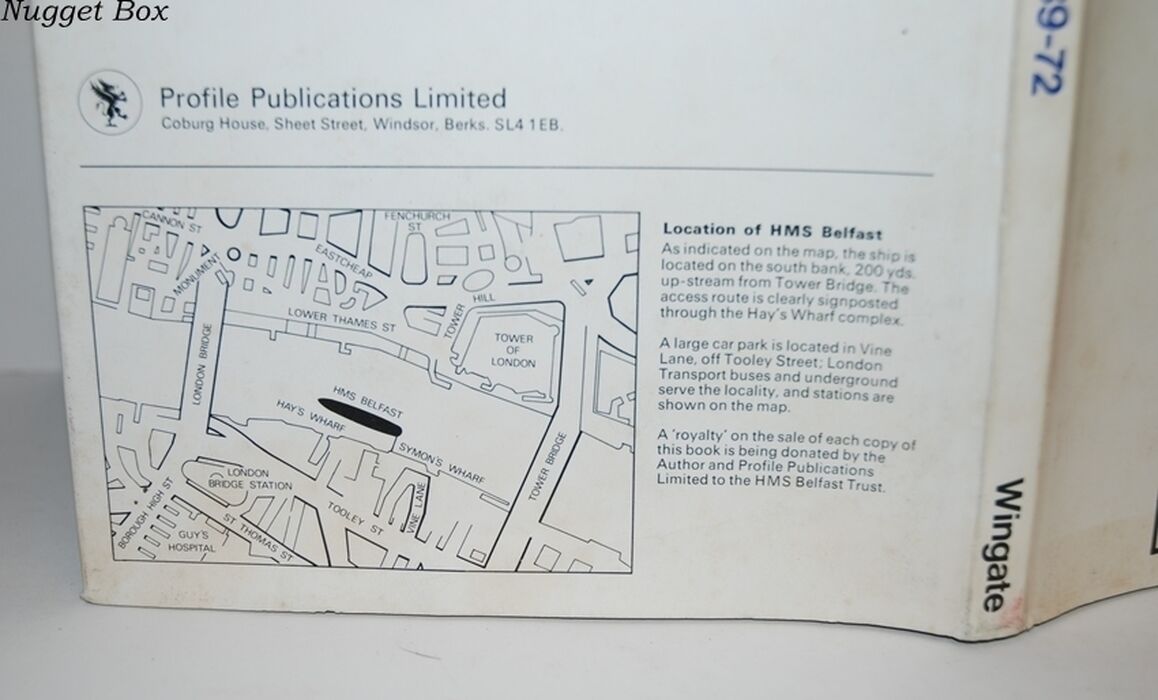 Nugget Box
Profile Publications Limited
Coburg House, Sheet Street, Windsor, Berks. SL4 1EB.
Location of HMS Belfast
As indicated on the map, the ship is
located on the south bank, 200 yds.
up-stream from Tower Bridge. The
access route is clearly signposted
through the Hay's Wharf complex.
A large car park is located in Vine
Lane, off Tooley Street; London
Transport buses and underground
serve the locality, and stations are
shown on the map.
A 'royalty' on the sale of each copy of
this book is being donated by the
Author and Profile Publications
Limited to the HMS Belfast Trust.
CANNON ST
FENCHURCH
ST
EASTCHEAP
MONUMENT
LOWER THAMES ST
TOWER HILL
TOWER
OF
LONDON
LONDON BRIDGE
HMS BELFAST
HAY'S WHARF
SYMON'S WHARF
TOWER BRIDGE
LONDON
BRIDGE STATION
VINE LANE
TOOLEY ST
BOROUGH HIGH ST
ST THOMAS ST
GUY'S
HOSPITAL
39-72
Wingate